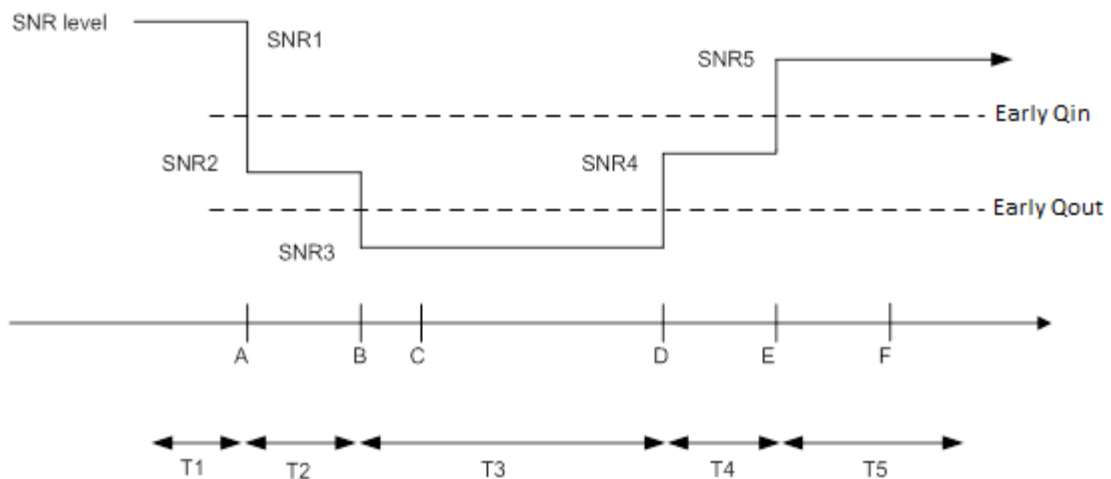 SNR level
SNR1
SNR5
Early Qin
SNR2
SNR4
Early Qout
SNR3
A B C D E F
T1 T2 T3 T4 T5